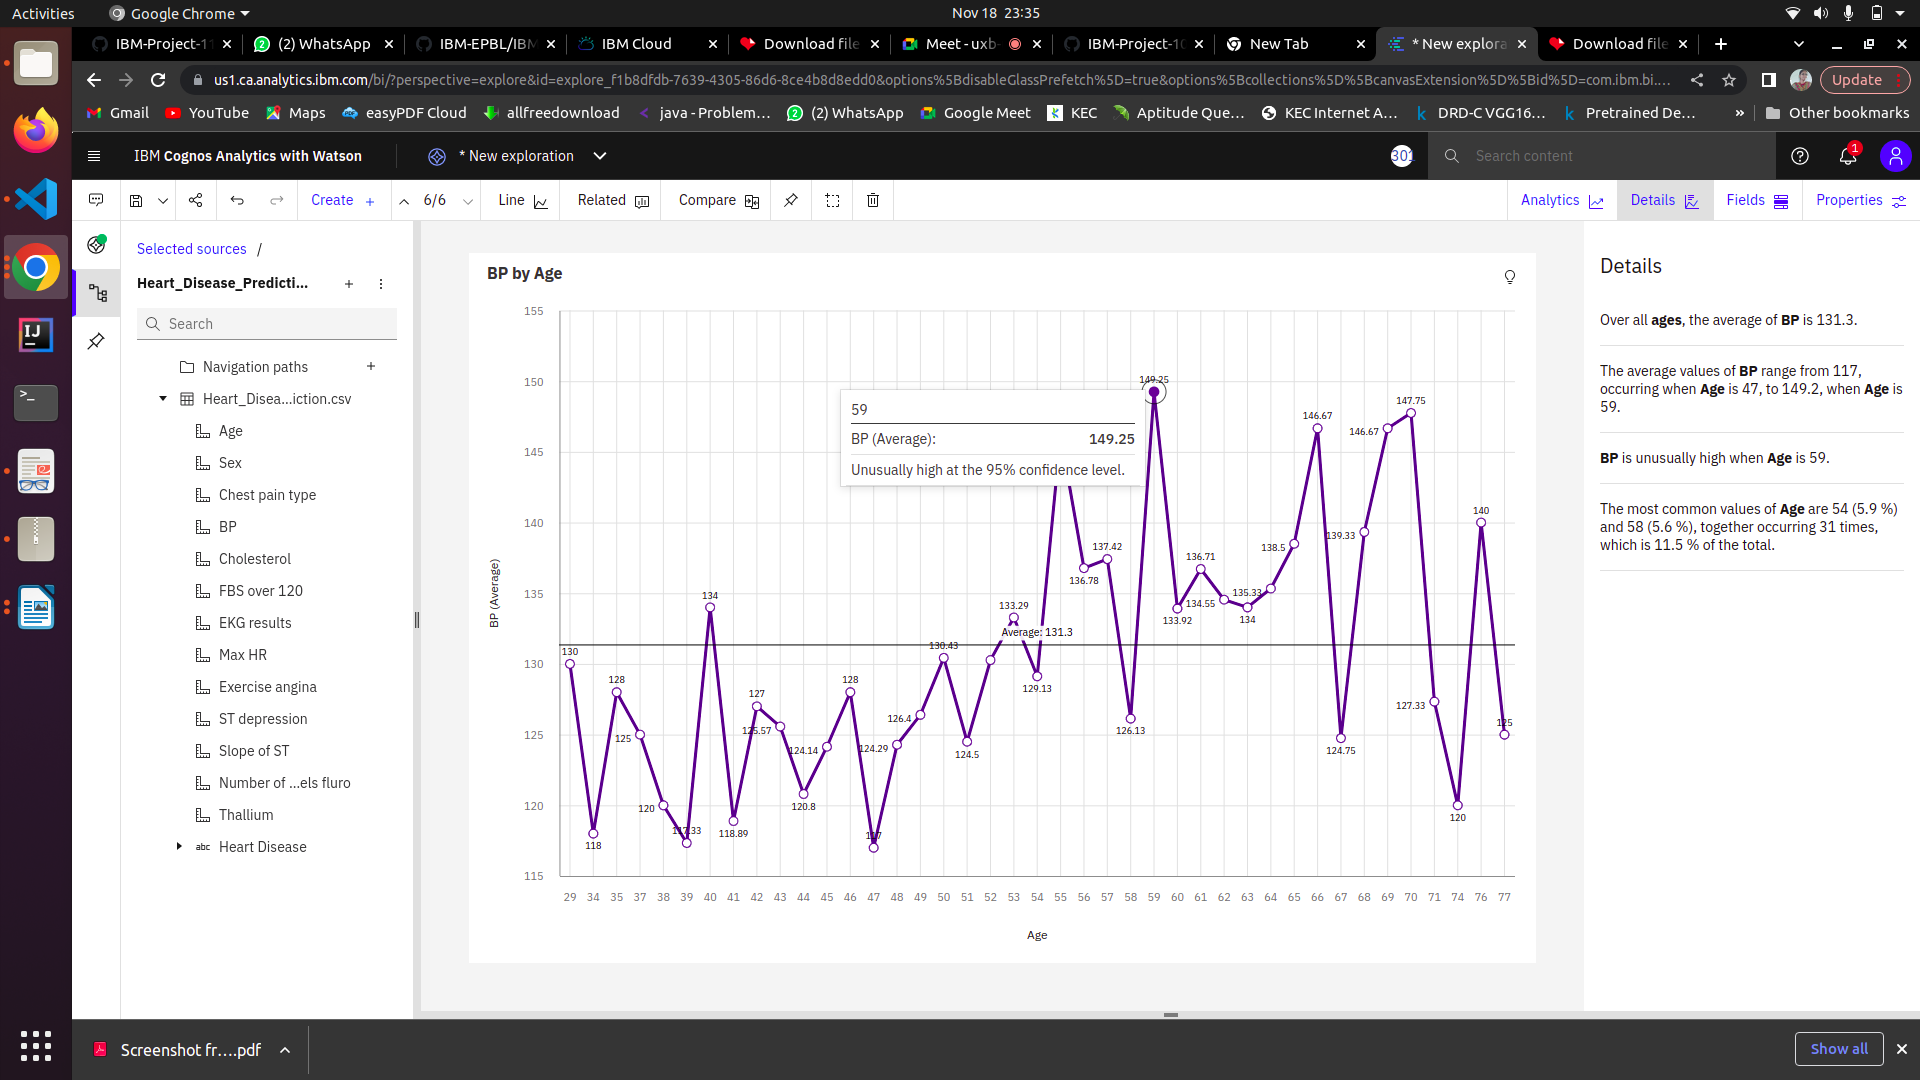 Activities
Google Chrome
Nov 18 23:35
IBM-Project-11
(2) WhatsApp
IBM-EPBL/IBM
IBM Cloud
Download file
Meet - uxb-
IBM-Project-10
New Tab
* New explora
Download file
us1.ca.analytics.ibm.com/bi/?perspective=explore&id=explore_f1b8dfdb-7639-4305-86d6-8ce4b8d8edd0&options%5BdisableGlassPrefetch%5D=true&options%5Bcollections%5D%5BcanvasExtension%5D%5Bid%5D=com.ibm.bi....
Update
Gmail
YouTube
Maps
easyPDF Cloud
allfreedownload
java - Problem...
(2) WhatsApp
Google Meet
KEC
Aptitude Que...
KEC Internet A...
DRD-C VGG16...
Pretrained De...
»
Other bookmarks
IBM Cognos Analytics with Watson
* New exploration
301
Search content
1
Create +
6/6
Line
Related
Compare
Analytics
Details
Fields
Properties
Selected sources /
Heart_Disease_Predicti...
Search
Navigation paths
Heart_Disea...iction.csv
Age
Sex
Chest pain type
BP
Cholesterol
FBS over 120
EKG results
Max HR
Exercise angina
ST depression
Slope of ST
Number of ...els fluro
Thallium
abc Heart Disease
BP by Age
155
150
145
140
135
130
125
120
115
BP (Average)
130
118
128
125
120
117.33
134
118.89
127
125.57
120.8
124.14
128
117
124.29
126.4
130.43
124.5
133.29
129.13
136.78
137.42
126.13
149.25
133.92
136.71
134.55
134
135.33
138.5
146.67
124.75
139.33
146.67
147.75
127.33
120
140
125
Average: 131.3
59
BP (Average): 149.25
Unusually high at the 95% confidence level.
29 34 35 37 38 39 40 41 42 43 44 45 46 47 48 49 50 51 52 53 54 55 56 57 58 59 60 61 62 63 64 65 66 67 68 69 70 71 74 76 77
Age
Details
Over all ages, the average of BP is 131.3.
The average values of BP range from 117,
occurring when Age is 47, to 149.2, when Age is
59.
BP is unusually high when Age is 59.
The most common values of Age are 54 (5.9 %)
and 58 (5.6 %), together occurring 31 times,
which is 11.5 % of the total.
Screenshot fr....pdf
Show all